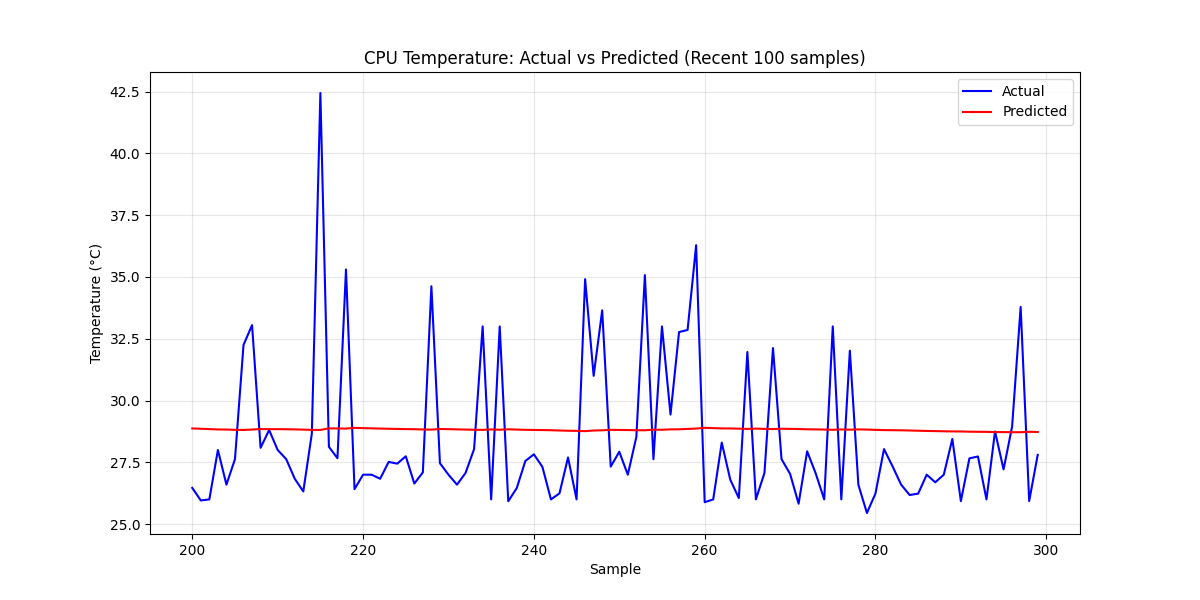 CPU Temperature: Actual vs Predicted (Recent 100 samples)
Actual
Predicted
Temperature (°C)
42.5
40.0
37.5
35.0
32.5
30.0
27.5
25.0
200
220
240
260
280
300
Sample